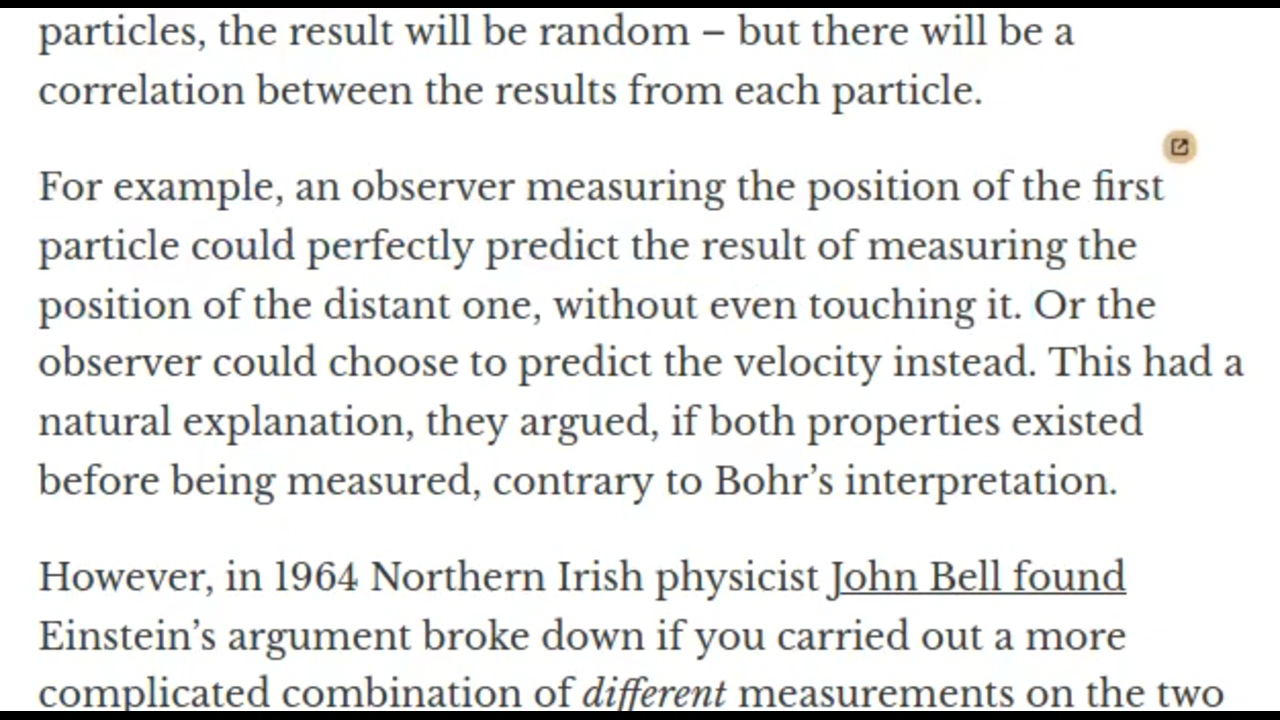 particles, the result will be random – but there will be a
correlation between the results from each particle.
For example, an observer measuring the position of the first
particle could perfectly predict the result of measuring the
position of the distant one, without even touching it. Or the
observer could choose to predict the velocity instead. This had a
natural explanation, they argued, if both properties existed
before being measured, contrary to Bohr’s interpretation.
However, in 1964 Northern Irish physicist John Bell found
Einstein’s argument broke down if you carried out a more
complicated combination of different measurements on the two